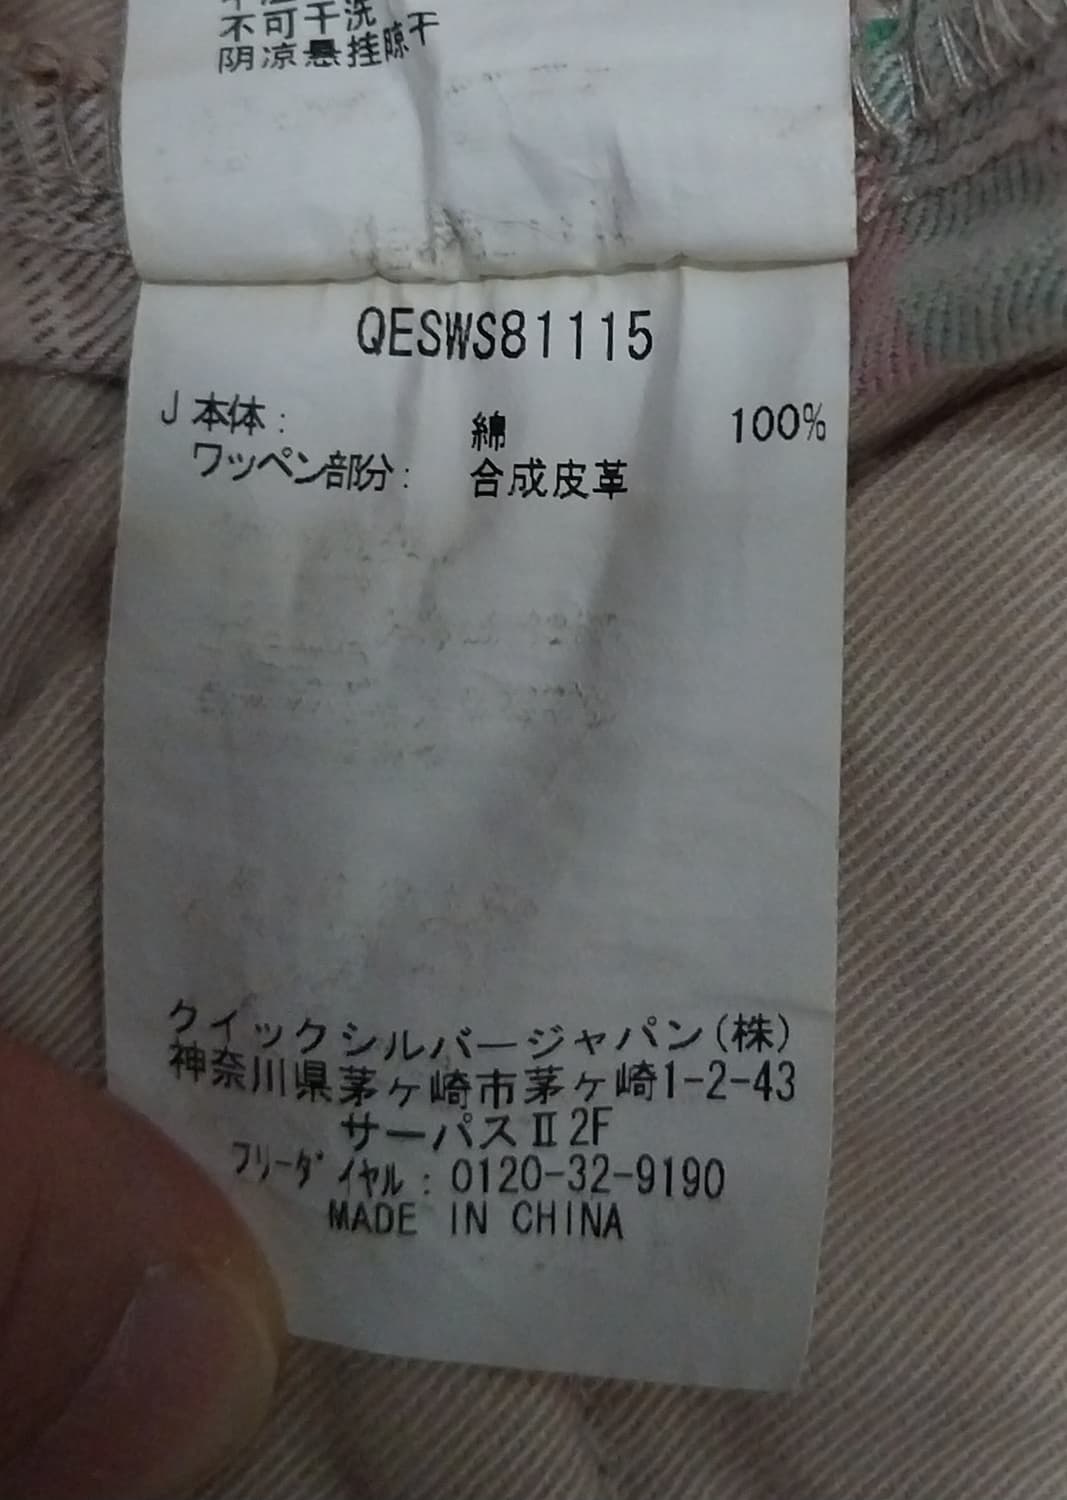 不可干洗
阴凉悬挂晾干
QESWS81115
J 本体: 綿 100%
ワッペン部分: 合成皮革
クイックシルバージャパン(株)
神奈川県茅ヶ崎市茅ヶ崎1-2-43
サーパスⅡ2F
フリーダイヤル:0120-32-9190
MADE IN CHINA